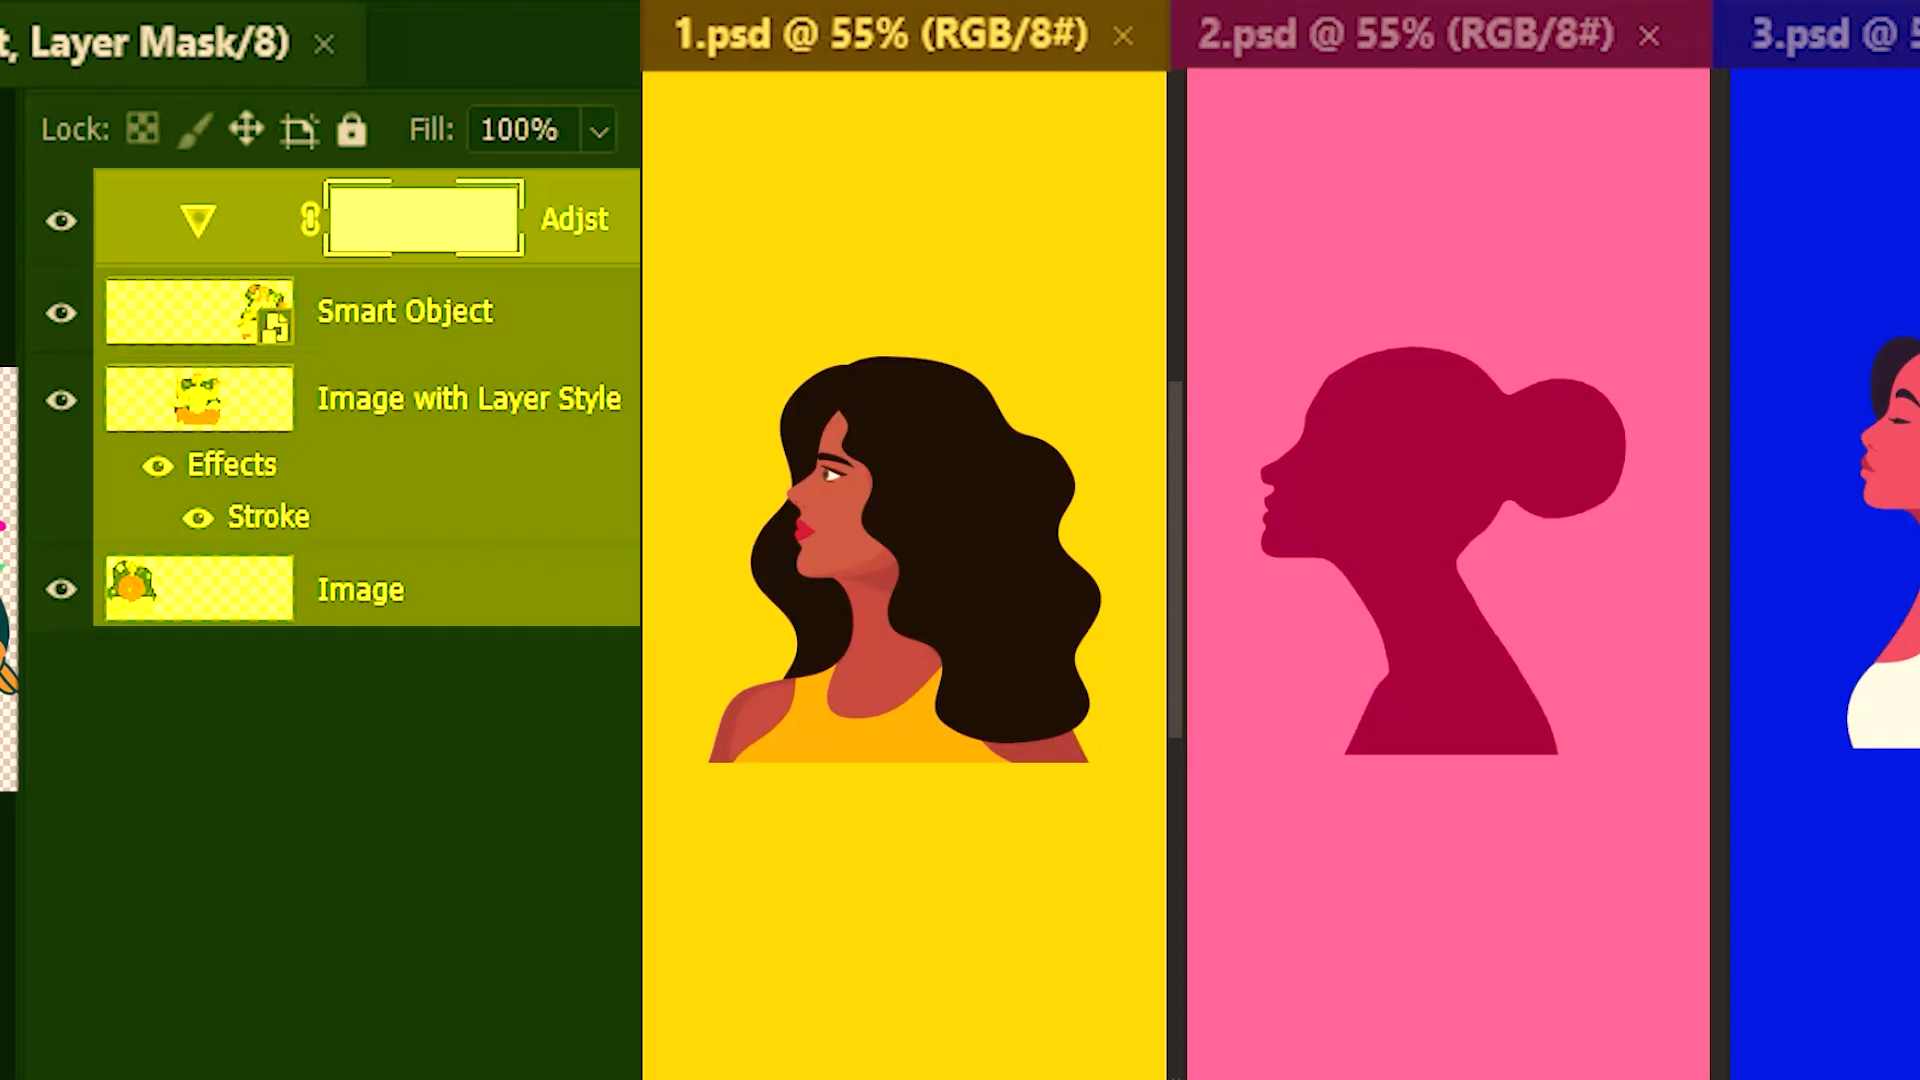 t, Layer Mask/8) ×
Lock: Fill: 100%
Adjst
Smart Object
Image with Layer Style
Effects
Stroke
Image
1.psd @ 55% (RGB/8#) ×
2.psd @ 55% (RGB/8#) ×
3.psd @ 5